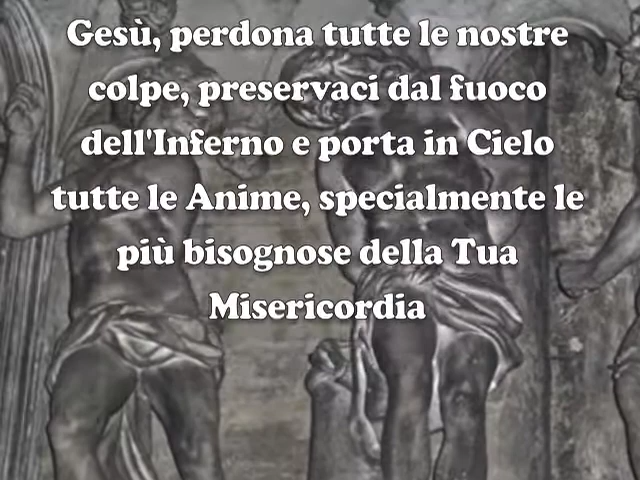 Gesù, perdona tutte le nostre
colpe, preservaci dal fuoco
dell'Inferno e porta in Cielo
tutte le Anime, specialmente le
più bisognose della Tua
Misericordia